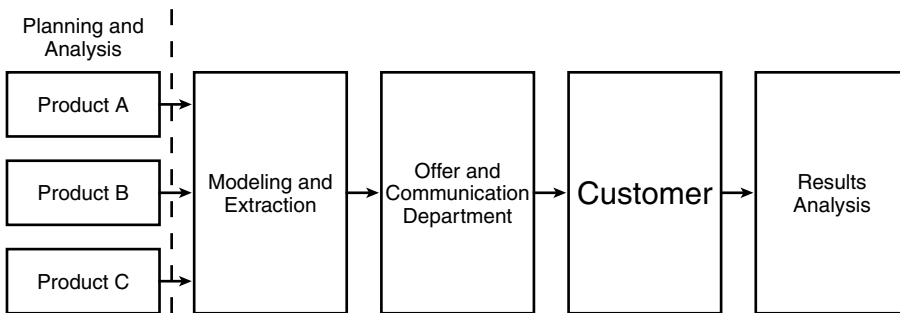 Planning and
Analysis
Product A
Product B
Product C
Modeling and
Extraction
Offer and
Communication
Department
Customer
Results
Analysis